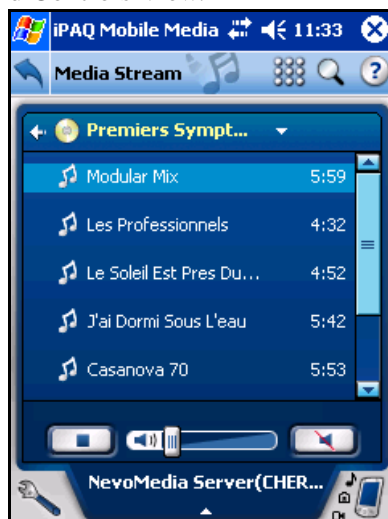 iPAQ Mobile Media 11:33
Media Stream ?
Premiers Sympt...
Modular Mix 5:59
Les Professionnels 4:32
Le Soleil Est Pres Du... 4:52
J'ai Dormi Sous L'eau 5:42
Casanova 70 5:53
NevoMedia Server(CHER...